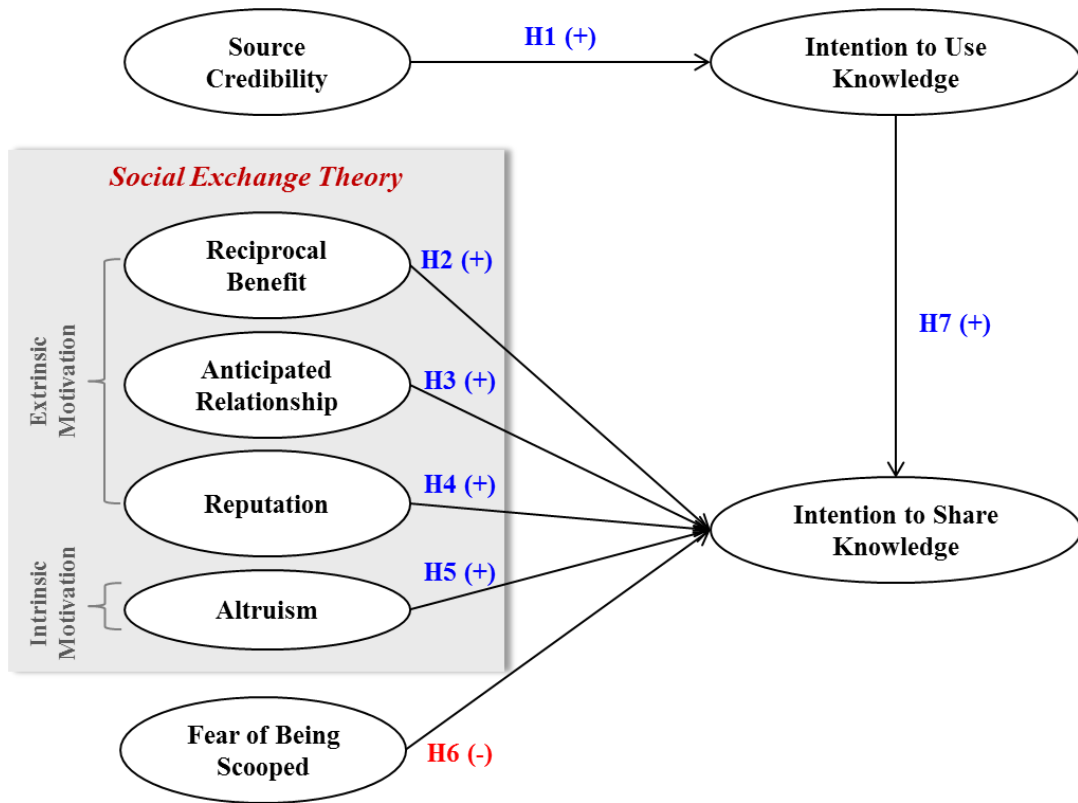 Source
Credibility
H1 (+)
Intention to Use
Knowledge
Social Exchange Theory
Extrinsic
Motivation
Reciprocal
Benefit
H2 (+)
Anticipated
Relationship
H3 (+)
H7 (+)
Reputation
H4 (+)
Intention to Share
Knowledge
Intrinsic
Motivation
Altruism
H5 (+)
Fear of Being
Scooped
H6 (-)